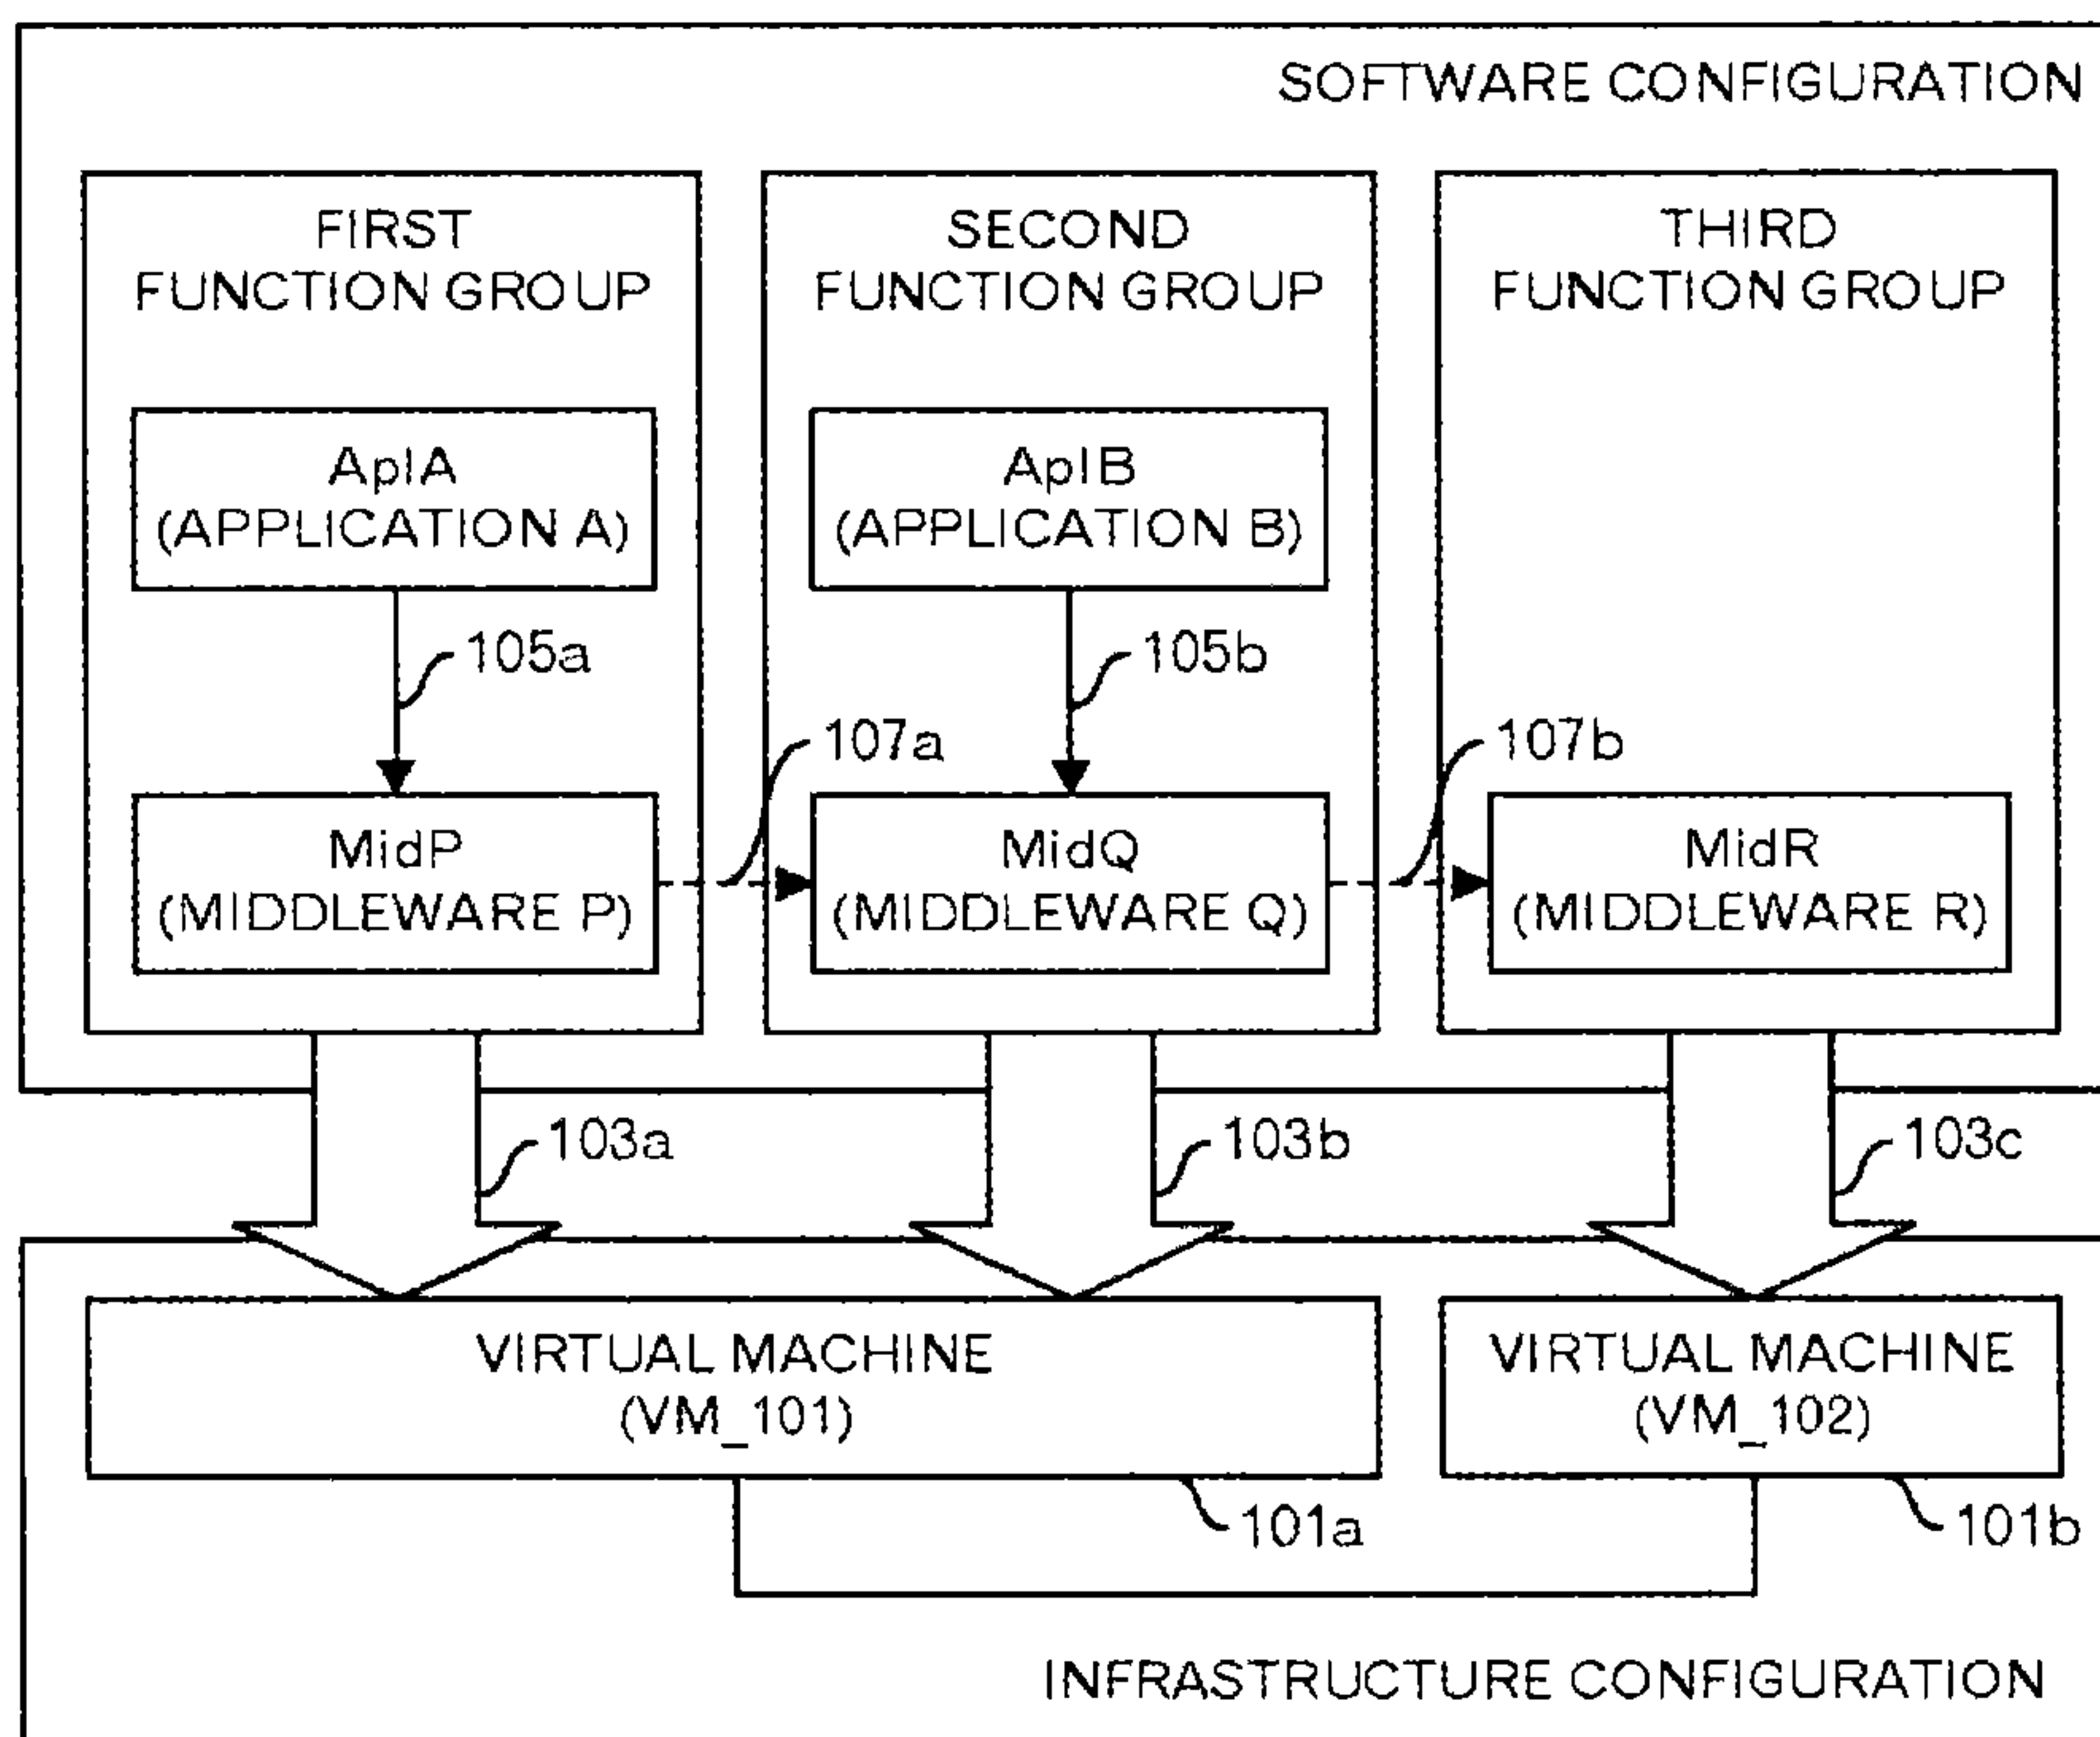 SOFTWARE CONFIGURATION
FIRST
FUNCTION GROUP
SECOND
FUNCTION GROUP
THIRD
FUNCTION GROUP
AplA
(APPLICATION A)
AplB
(APPLICATION B)
105a
105b
107a
107b
MidP
(MIDDLEWARE P)
MidQ
(MIDDLEWARE Q)
MidR
(MIDDLEWARE R)
103a
103b
103c
VIRTUAL MACHINE
(VM_101)
VIRTUAL MACHINE
(VM_102)
101a
101b
INFRASTRUCTURE CONFIGURATION